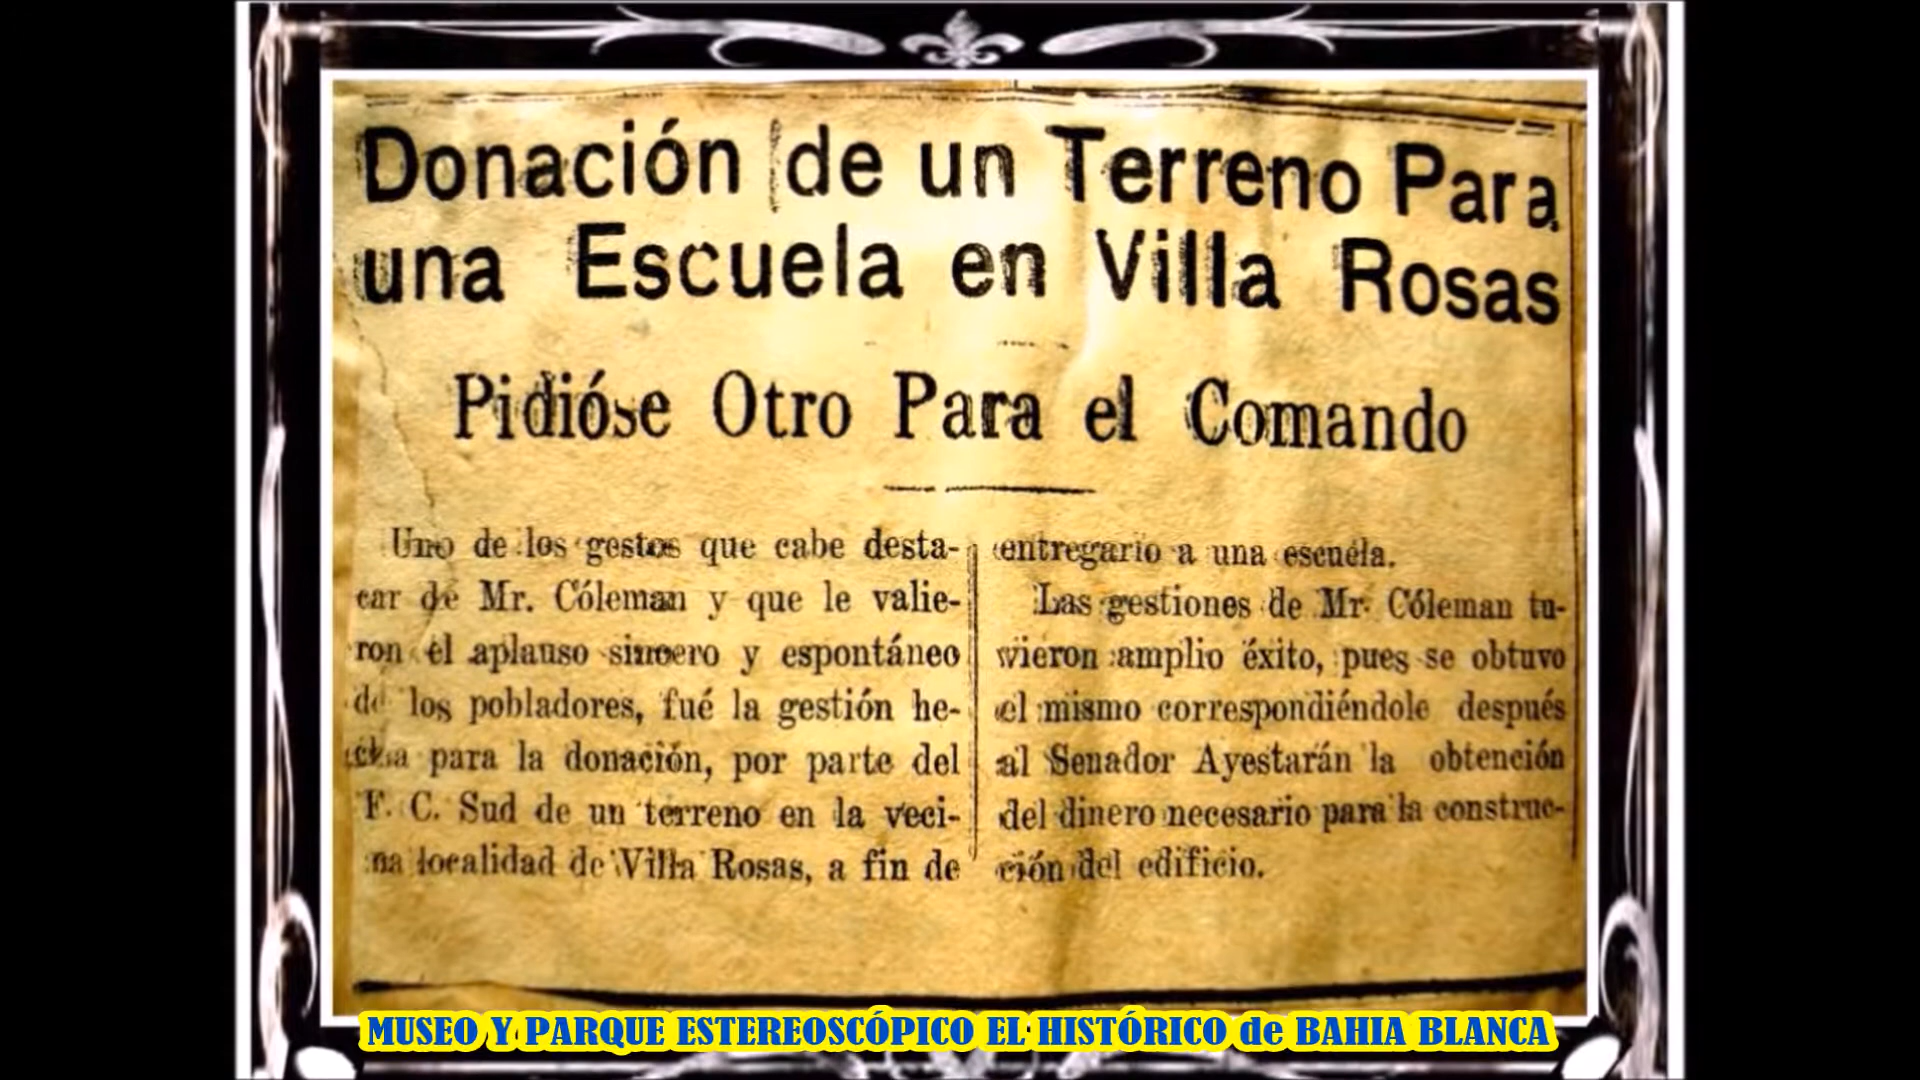 Donación de un Terreno Para
una Escuela en Villa Rosas
Pidióse Otro Para el Comando
Uno de los gestos que cabe desta-
car de Mr. Cóleman y que le valie-
ron el aplauso sincero y espontáneo
de los pobladores, fué la gestión he-
cha para la donación, por parte del
F. C. Sud de un terreno en la veci-
na localidad de Villa Rosas, a fin de
entregarlo a una escuela.
Las gestiones de Mr. Cóleman tu-
vieron amplio éxito, pues se obtuvo
el mismo correspondiéndole después
al Senador Ayestarán la obtención
del dinero necesario para la construc-
ción del edificio.
MUSEO Y PARQUE ESTEREOSCÓPICO EL HISTÓRICO de BAHIA BLANCA